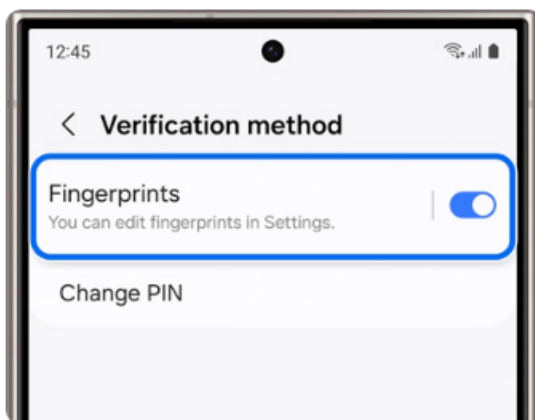 12:45
Verification method
Fingerprints
You can edit fingerprints in Settings.
Change PIN